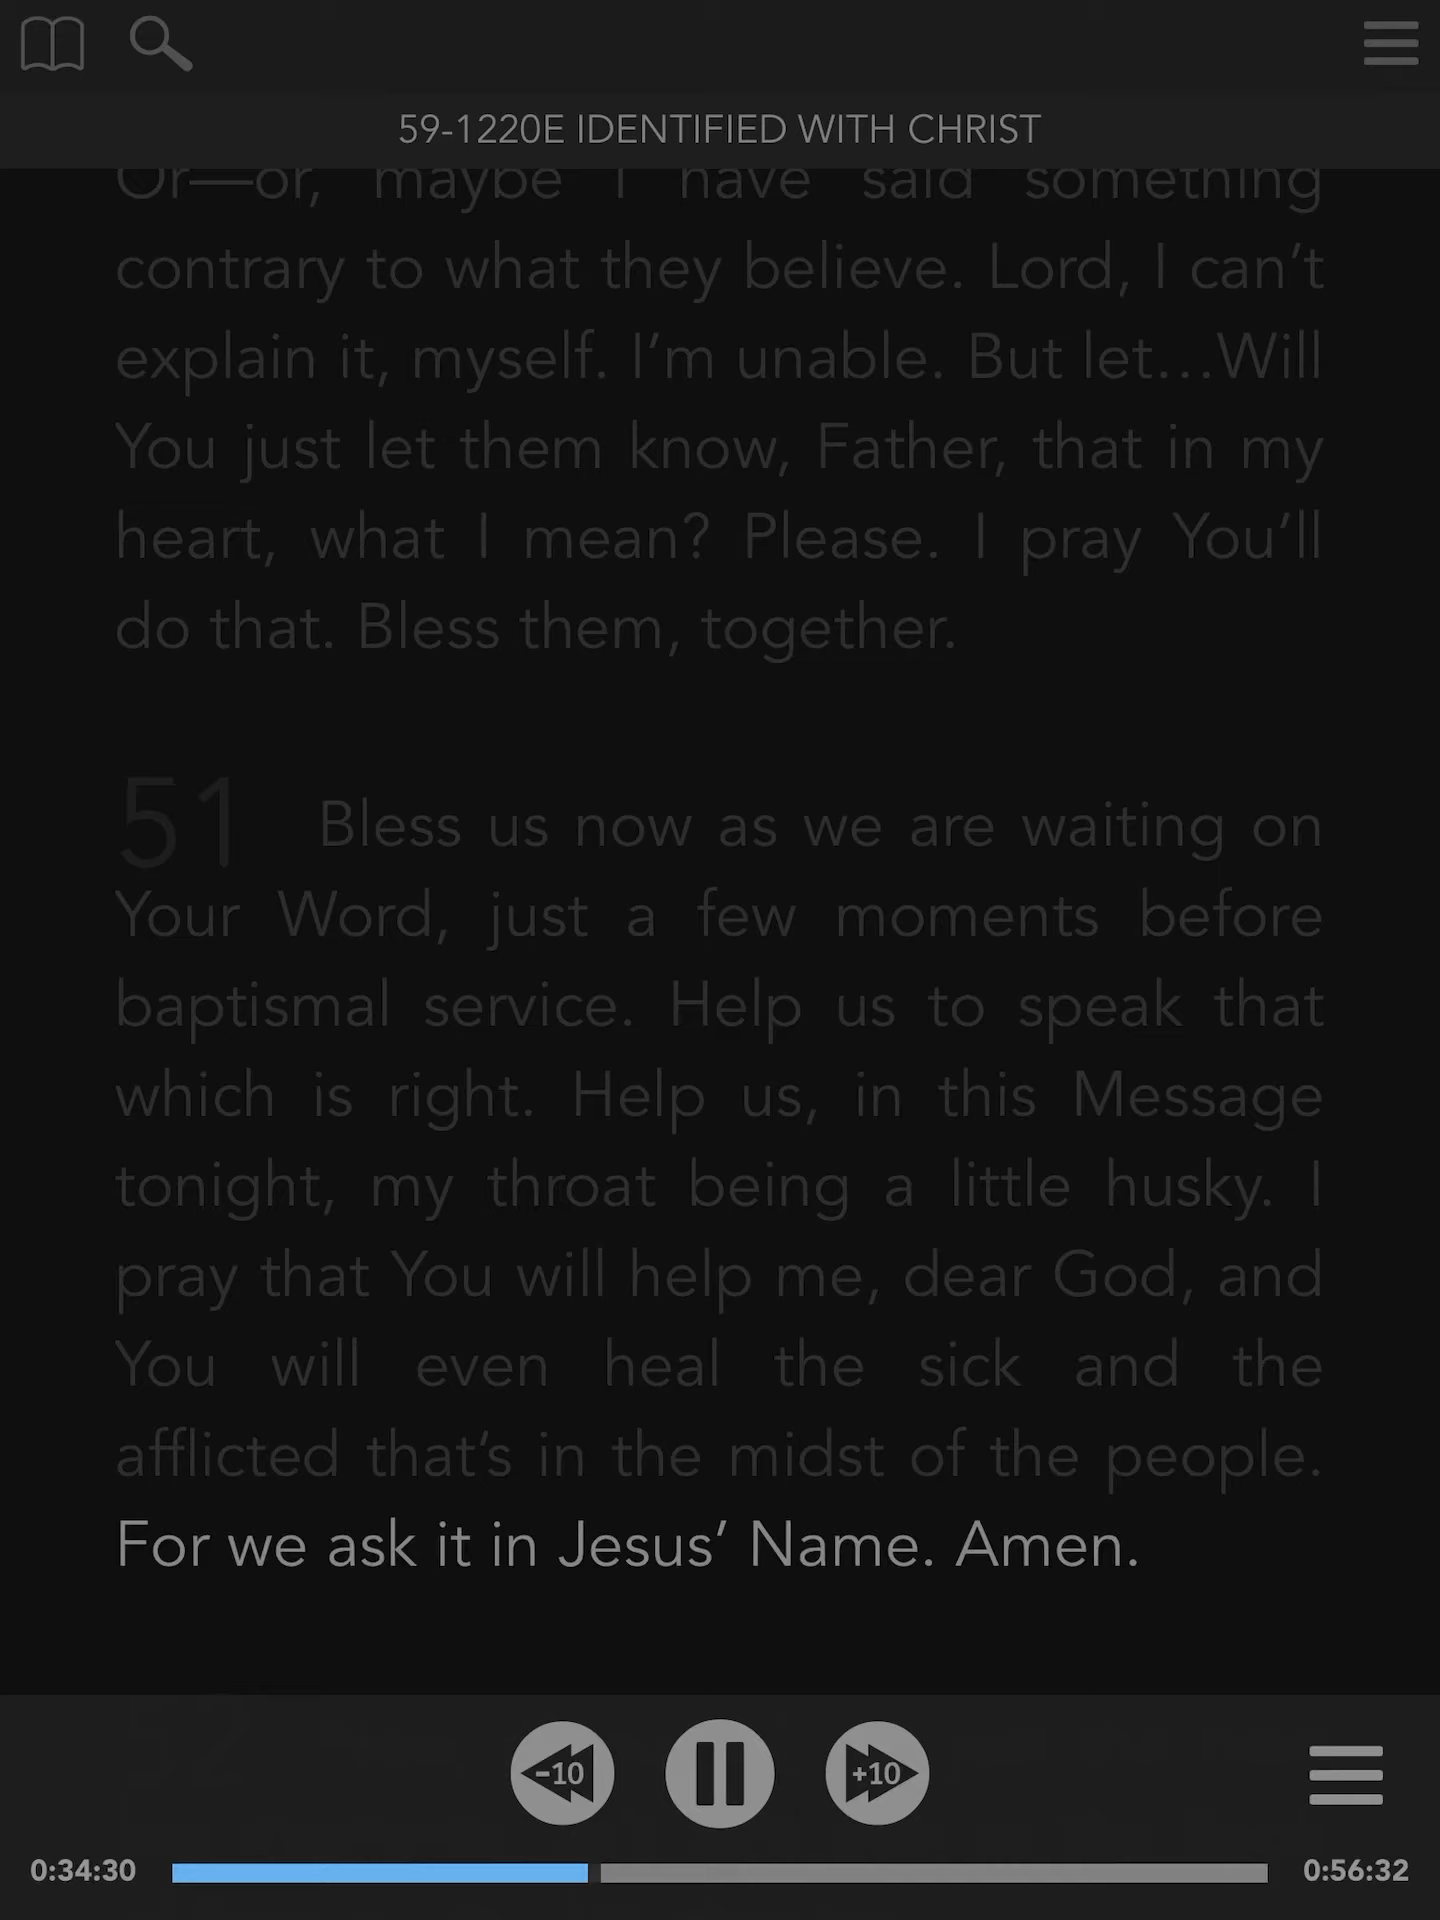 59-1220E IDENTIFIED WITH CHRIST
Or—or, maybe I have said something
contrary to what they believe. Lord, I can’t
explain it, myself. I’m unable. But let…Will
You just let them know, Father, that in my
heart, what I mean? Please. I pray You’ll
do that. Bless them, together.
51 Bless us now as we are waiting on
Your Word, just a few moments before
baptismal service. Help us to speak that
which is right. Help us, in this Message
tonight, my throat being a little husky. I
pray that You will help me, dear God, and
You will even heal the sick and the
afflicted that’s in the midst of the people.
For we ask it in Jesus’ Name. Amen.
-10 +10
0:34:30 0:56:32